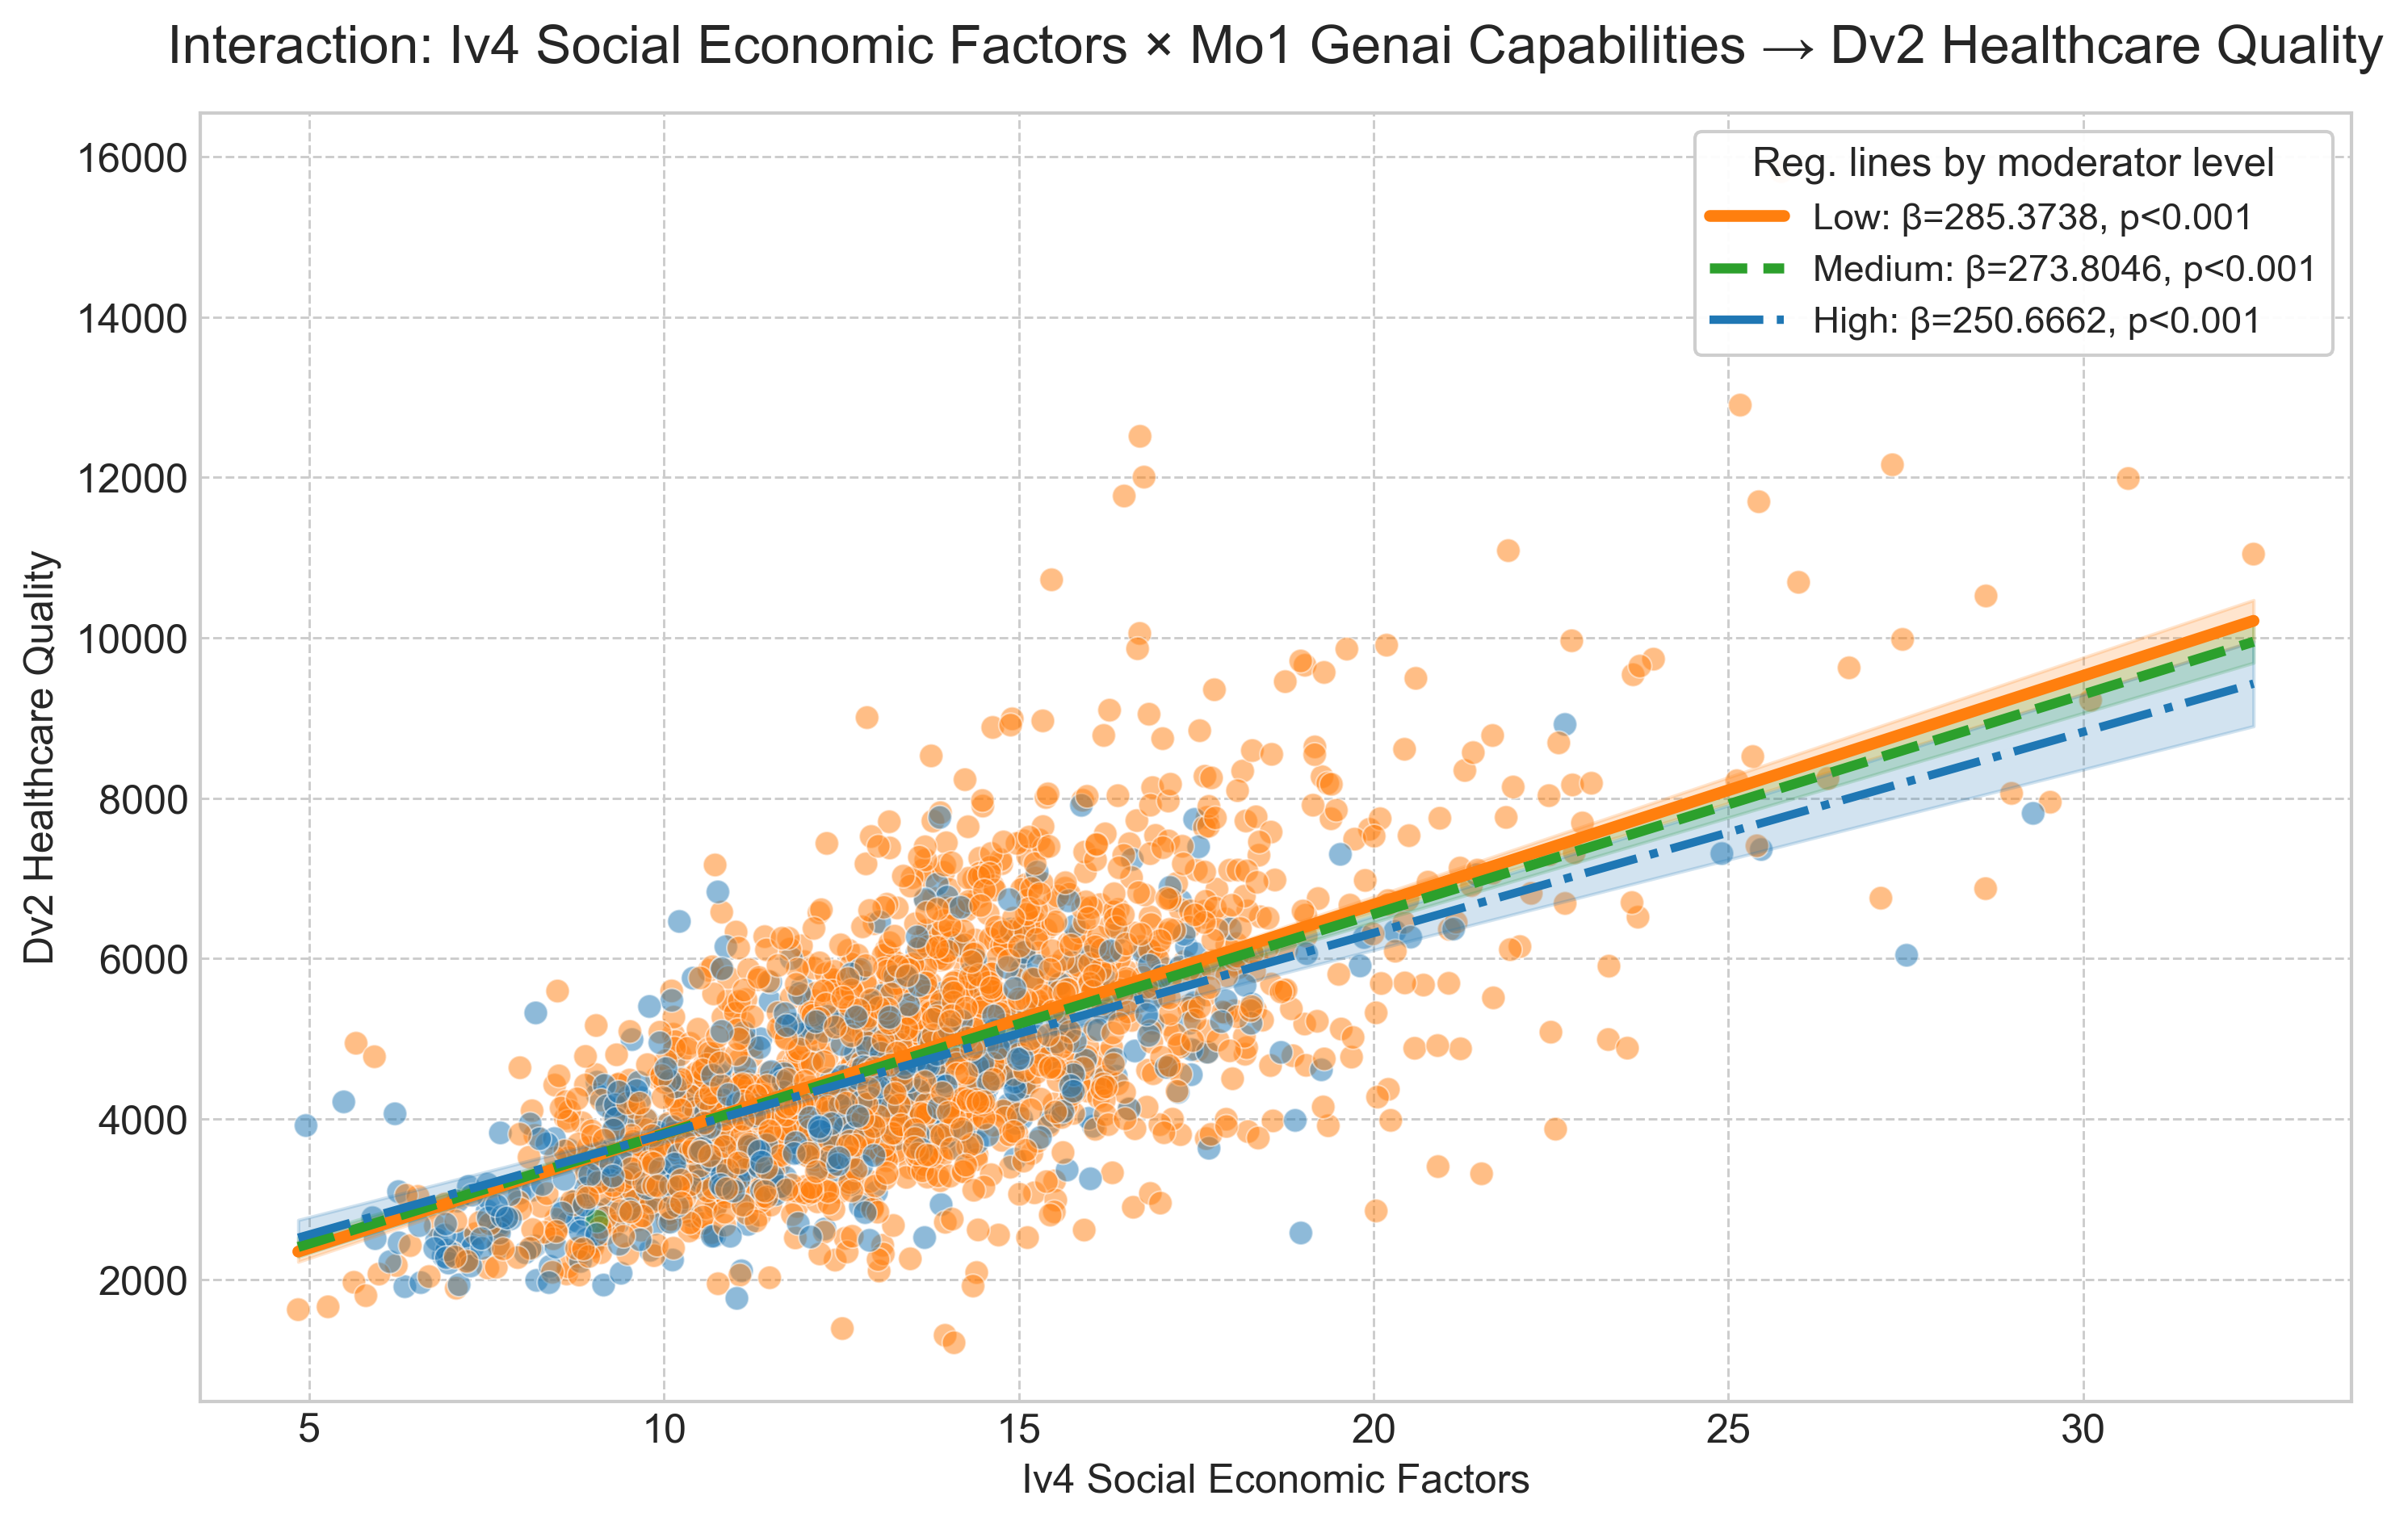 Interaction: Iv4 Social Economic Factors × Mo1 Genai Capabilities → Dv2 Healthcare Quality
Reg. lines by moderator level
Low: β=285.3738, p<0.001
Medium: β=273.8046, p<0.001
High: β=250.6662, p<0.001
Dv2 Healthcare Quality
16000
14000
12000
10000
8000
6000
4000
2000
5 10 15 20 25 30
Iv4 Social Economic Factors